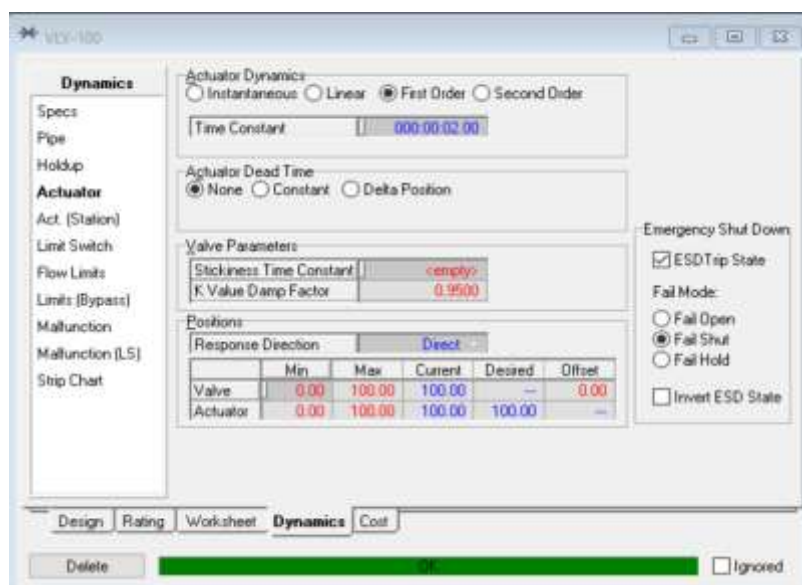 VLV-100
Dynamics
Specs
Pipe
Holdup
Actuator
Act. (Station)
Limit Switch
Flow Limits
Limits (Bypass)
Malfunction
Malfunction (LS)
Strip Chart
Actuator Dynamics
Instantaneous Linear First Order Second Order
Time Constant 000:00:02.00
Actuator Dead Time
None Constant Delta Position
Valve Parameters
Stickiness Time Constant <empty>
K Value Damp Factor 0.9500
Positions
Response Direction Direct
Min Max Current Desired Offset
Valve 0.00 100.00 100.00 --- 0.00
Actuator 0.00 100.00 100.00 100.00 ---
Emergency Shut Down
ESDTrip State
Fail Mode:
Fail Open
Fail Shut
Fail Hold
Invert ESD State
Design Rating Worksheet Dynamics Cost
Delete OK Ignored